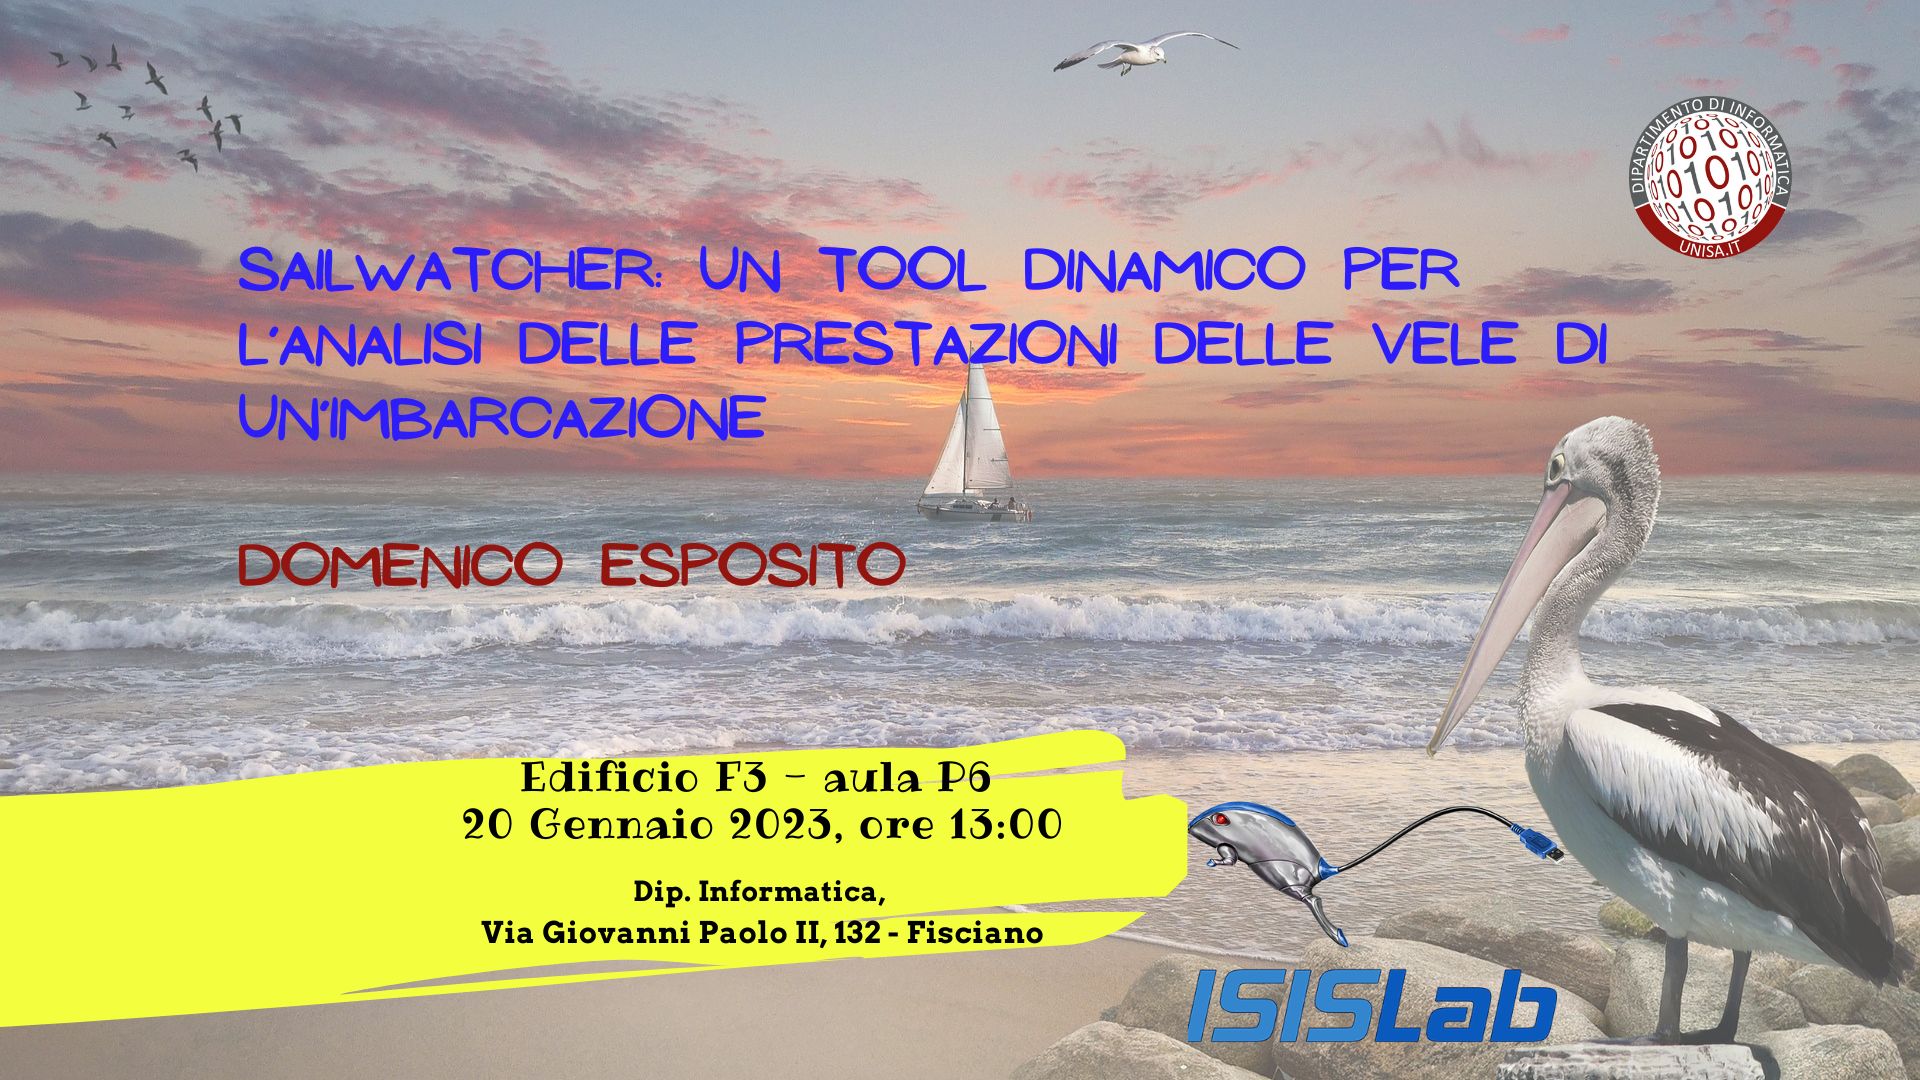 DIPARTIMENTO DI INFORMATICA
UNISA.IT
SAILWATCHER: UN TOOL DINAMICO PER
L'ANALISI DELLE PRESTAZIONI DELLE VELE DI
UN'IMBARCAZIONE
DOMENICO ESPOSITO
Edificio F3 - aula P6
20 Gennaio 2023, ore 13:00
Dip. Informatica,
Via Giovanni Paolo II, 132 - Fisciano
ISISLab